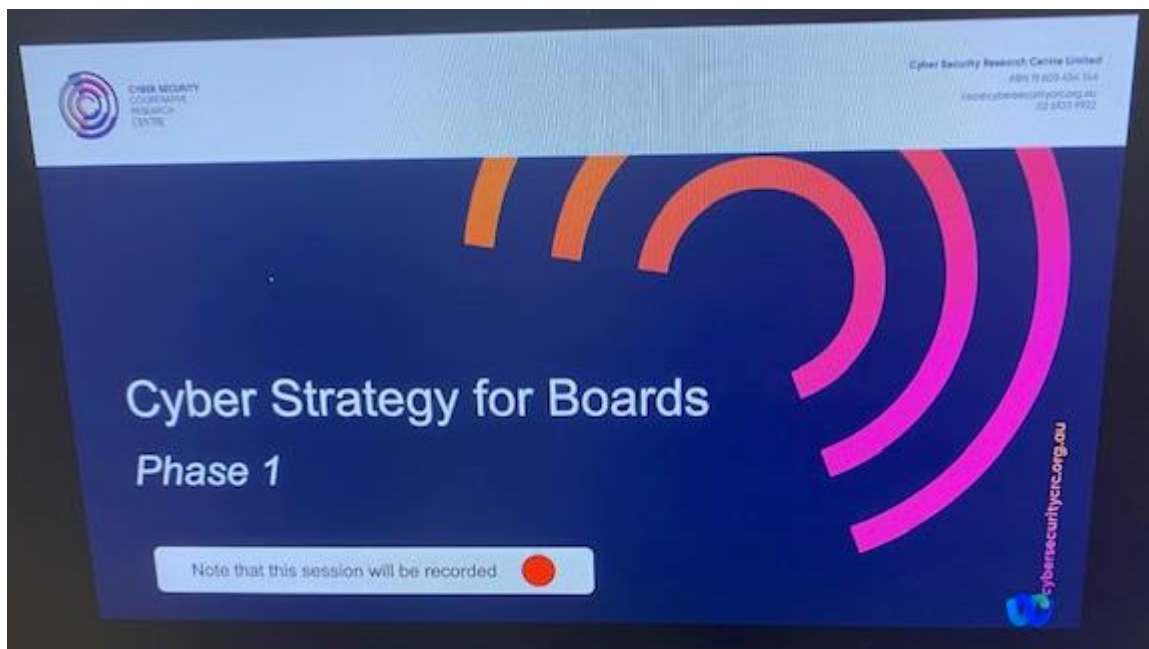 CYBER SECURITY
COOPERATIVE
RESEARCH
CENTRE
Cyber Security Research Centre Limited
Cyber Strategy for Boards
Phase 1
Note that this session will be recorded
cybersecuritycrc.org.au